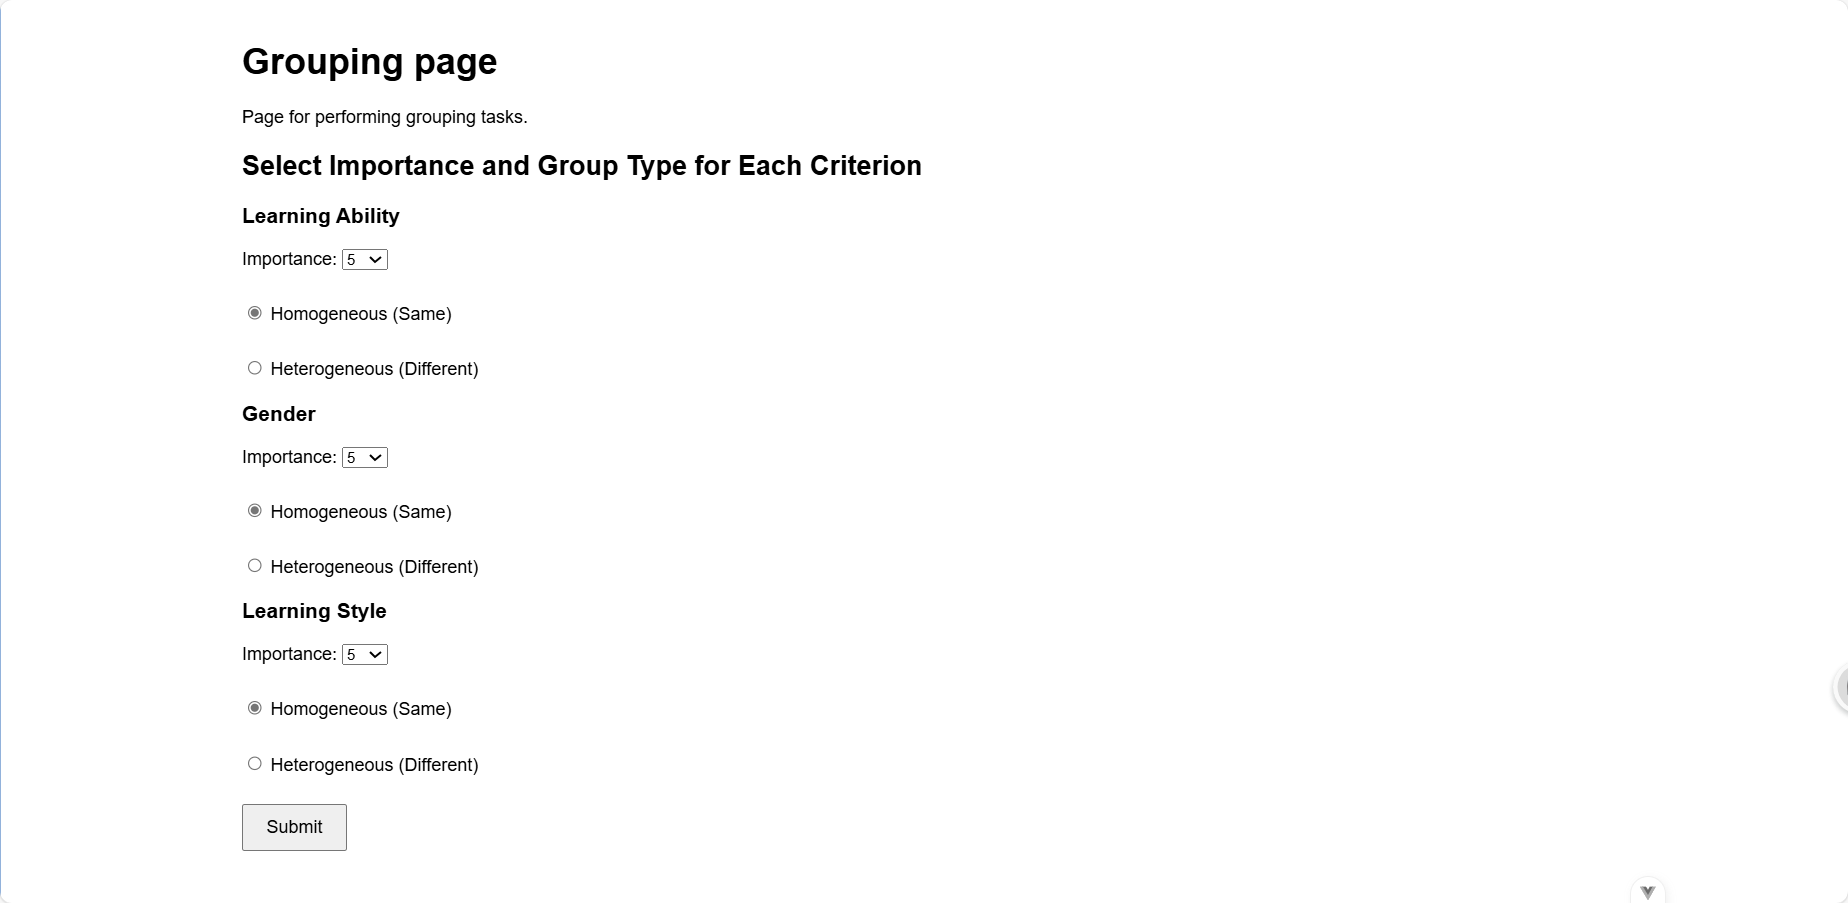 Grouping page
Page for performing grouping tasks.
Select Importance and Group Type for Each Criterion
Learning Ability
Importance: 5
Homogeneous (Same)
Heterogeneous (Different)
Gender
Importance: 5
Homogeneous (Same)
Heterogeneous (Different)
Learning Style
Importance: 5
Homogeneous (Same)
Heterogeneous (Different)
Submit